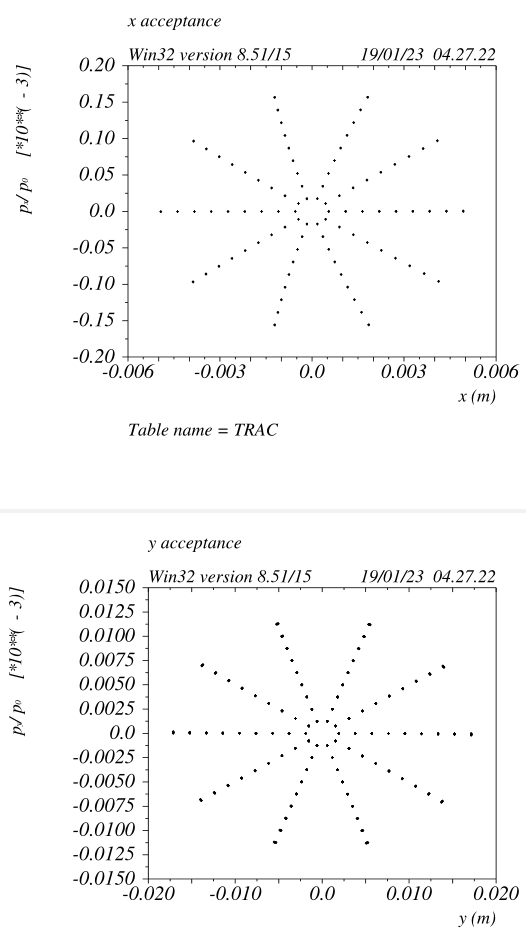 x acceptance
Win32 version 8.51/15 19/01/23 04.27.22
0.20
0.15
0.10
0.05
0.0
-0.05
-0.10
-0.15
-0.20
-0.006 -0.003 0.0 0.003 0.006
x (m)
pₓ/ p₀ [*10**( - 3)]
Table name = TRAC
y acceptance
Win32 version 8.51/15 19/01/23 04.27.22
0.0150
0.0125
0.0100
0.0075
0.0050
0.0025
0.0
-0.0025
-0.0050
-0.0075
-0.0100
-0.0125
-0.0150
-0.020 -0.010 0.0 0.010 0.020
y (m)
[*10**( - 3)]